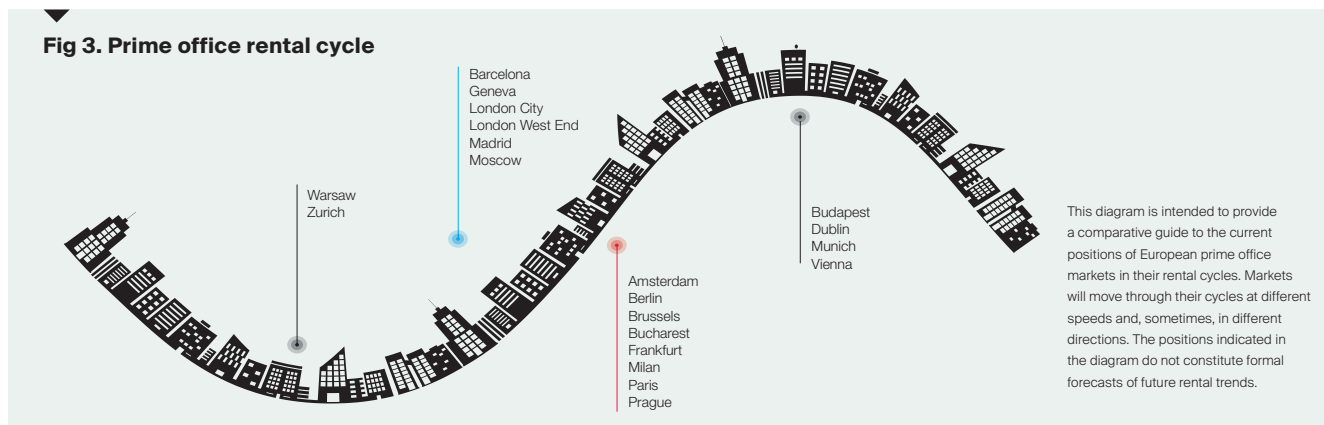 Fig 3. Prime office rental cycle
Warsaw
Zurich
Barcelona
Geneva
London City
London West End
Madrid
Moscow
Amsterdam
Berlin
Brussels
Bucharest
Frankfurt
Milan
Paris
Prague
Budapest
Dublin
Munich
Vienna
This diagram is intended to provide
a comparative guide to the current
positions of European prime office
markets in their rental cycles. Markets
will move through their cycles at different
speeds and, sometimes, in different
directions. The positions indicated in
the diagram do not constitute formal
forecasts of future rental trends.